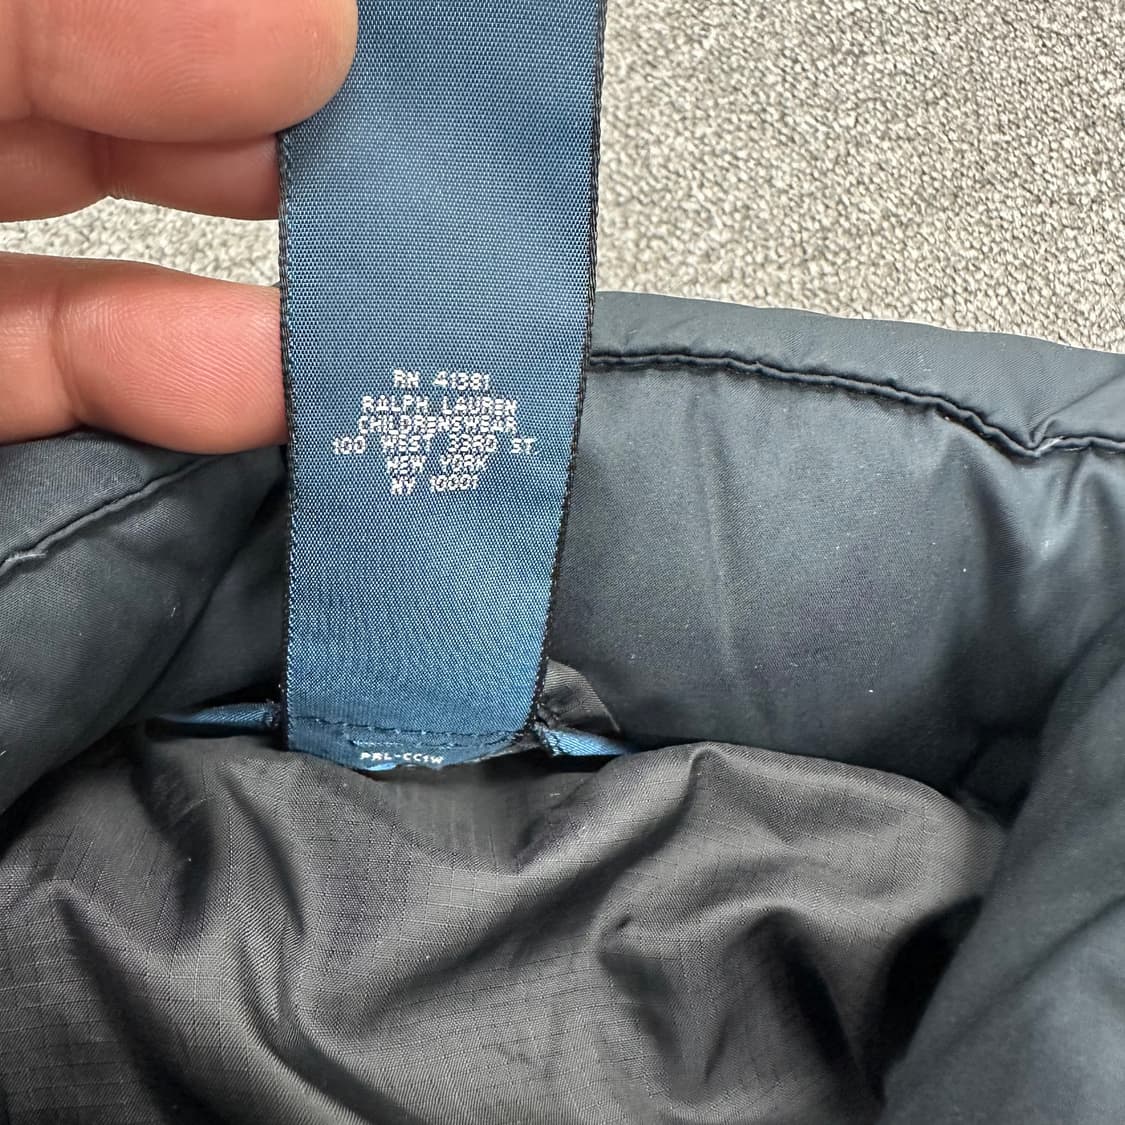 RN 41381
RALPH LAUREN
CHILDRENSWEAR
100 WEST 33RD ST.
NEW YORK
NY 10001
PRL-CC1W